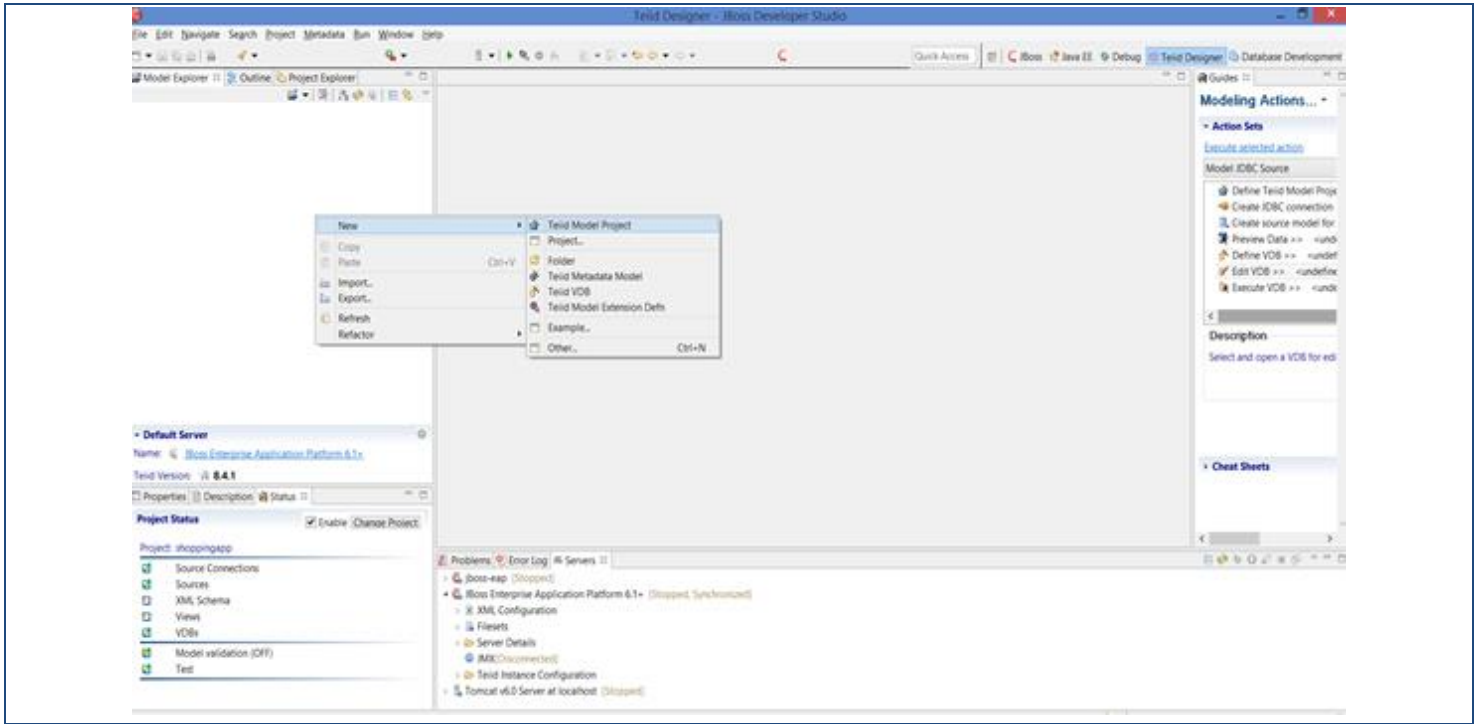 Teiid Designer - JBoss Developer Studio
File Edit Navigate Search Project Metadata Run Window Help
Quick Access JBoss Java EE Debug Teiid Designer Database Development
Model Explorer Outline Project Explorer
Guides
Modeling Actions...
Action Sets
Execute selected action
Model JDBC Source
Define Teiid Model Proje
Create JDBC connection
Create source model for
Preview Data >> <und
Define VDB >> <undef
Edit VDB >> <undefine
Execute VDB >> <unde
Description
Select and open a VDB for edi
Cheat Sheets
New
Copy
Paste Ctrl+V
Import...
Export...
Refresh
Refactor
Teiid Model Project
Project...
Folder
Teiid Metadata Model
Teiid VDB
Teiid Model Extension Defn
Example...
Other... Ctrl+N
Default Server
Name: JBoss Enterprise Application Platform 6.1+
Teiid Version: 8.4.1
Properties Description Status
Project Status Enable Change Project
Project: shoppingapp
Source Connections
Sources
XML Schema
Views
VDBs
Model validation (OFF)
Test
Problems Error Log Servers
jboss-eap [Stopped]
JBoss Enterprise Application Platform 6.1+ [Stopped, Synchronized]
XML Configuration
Filesets
Server Details
JMX[Disconnected]
Teiid Instance Configuration
Tomcat v6.0 Server at localhost [Stopped]